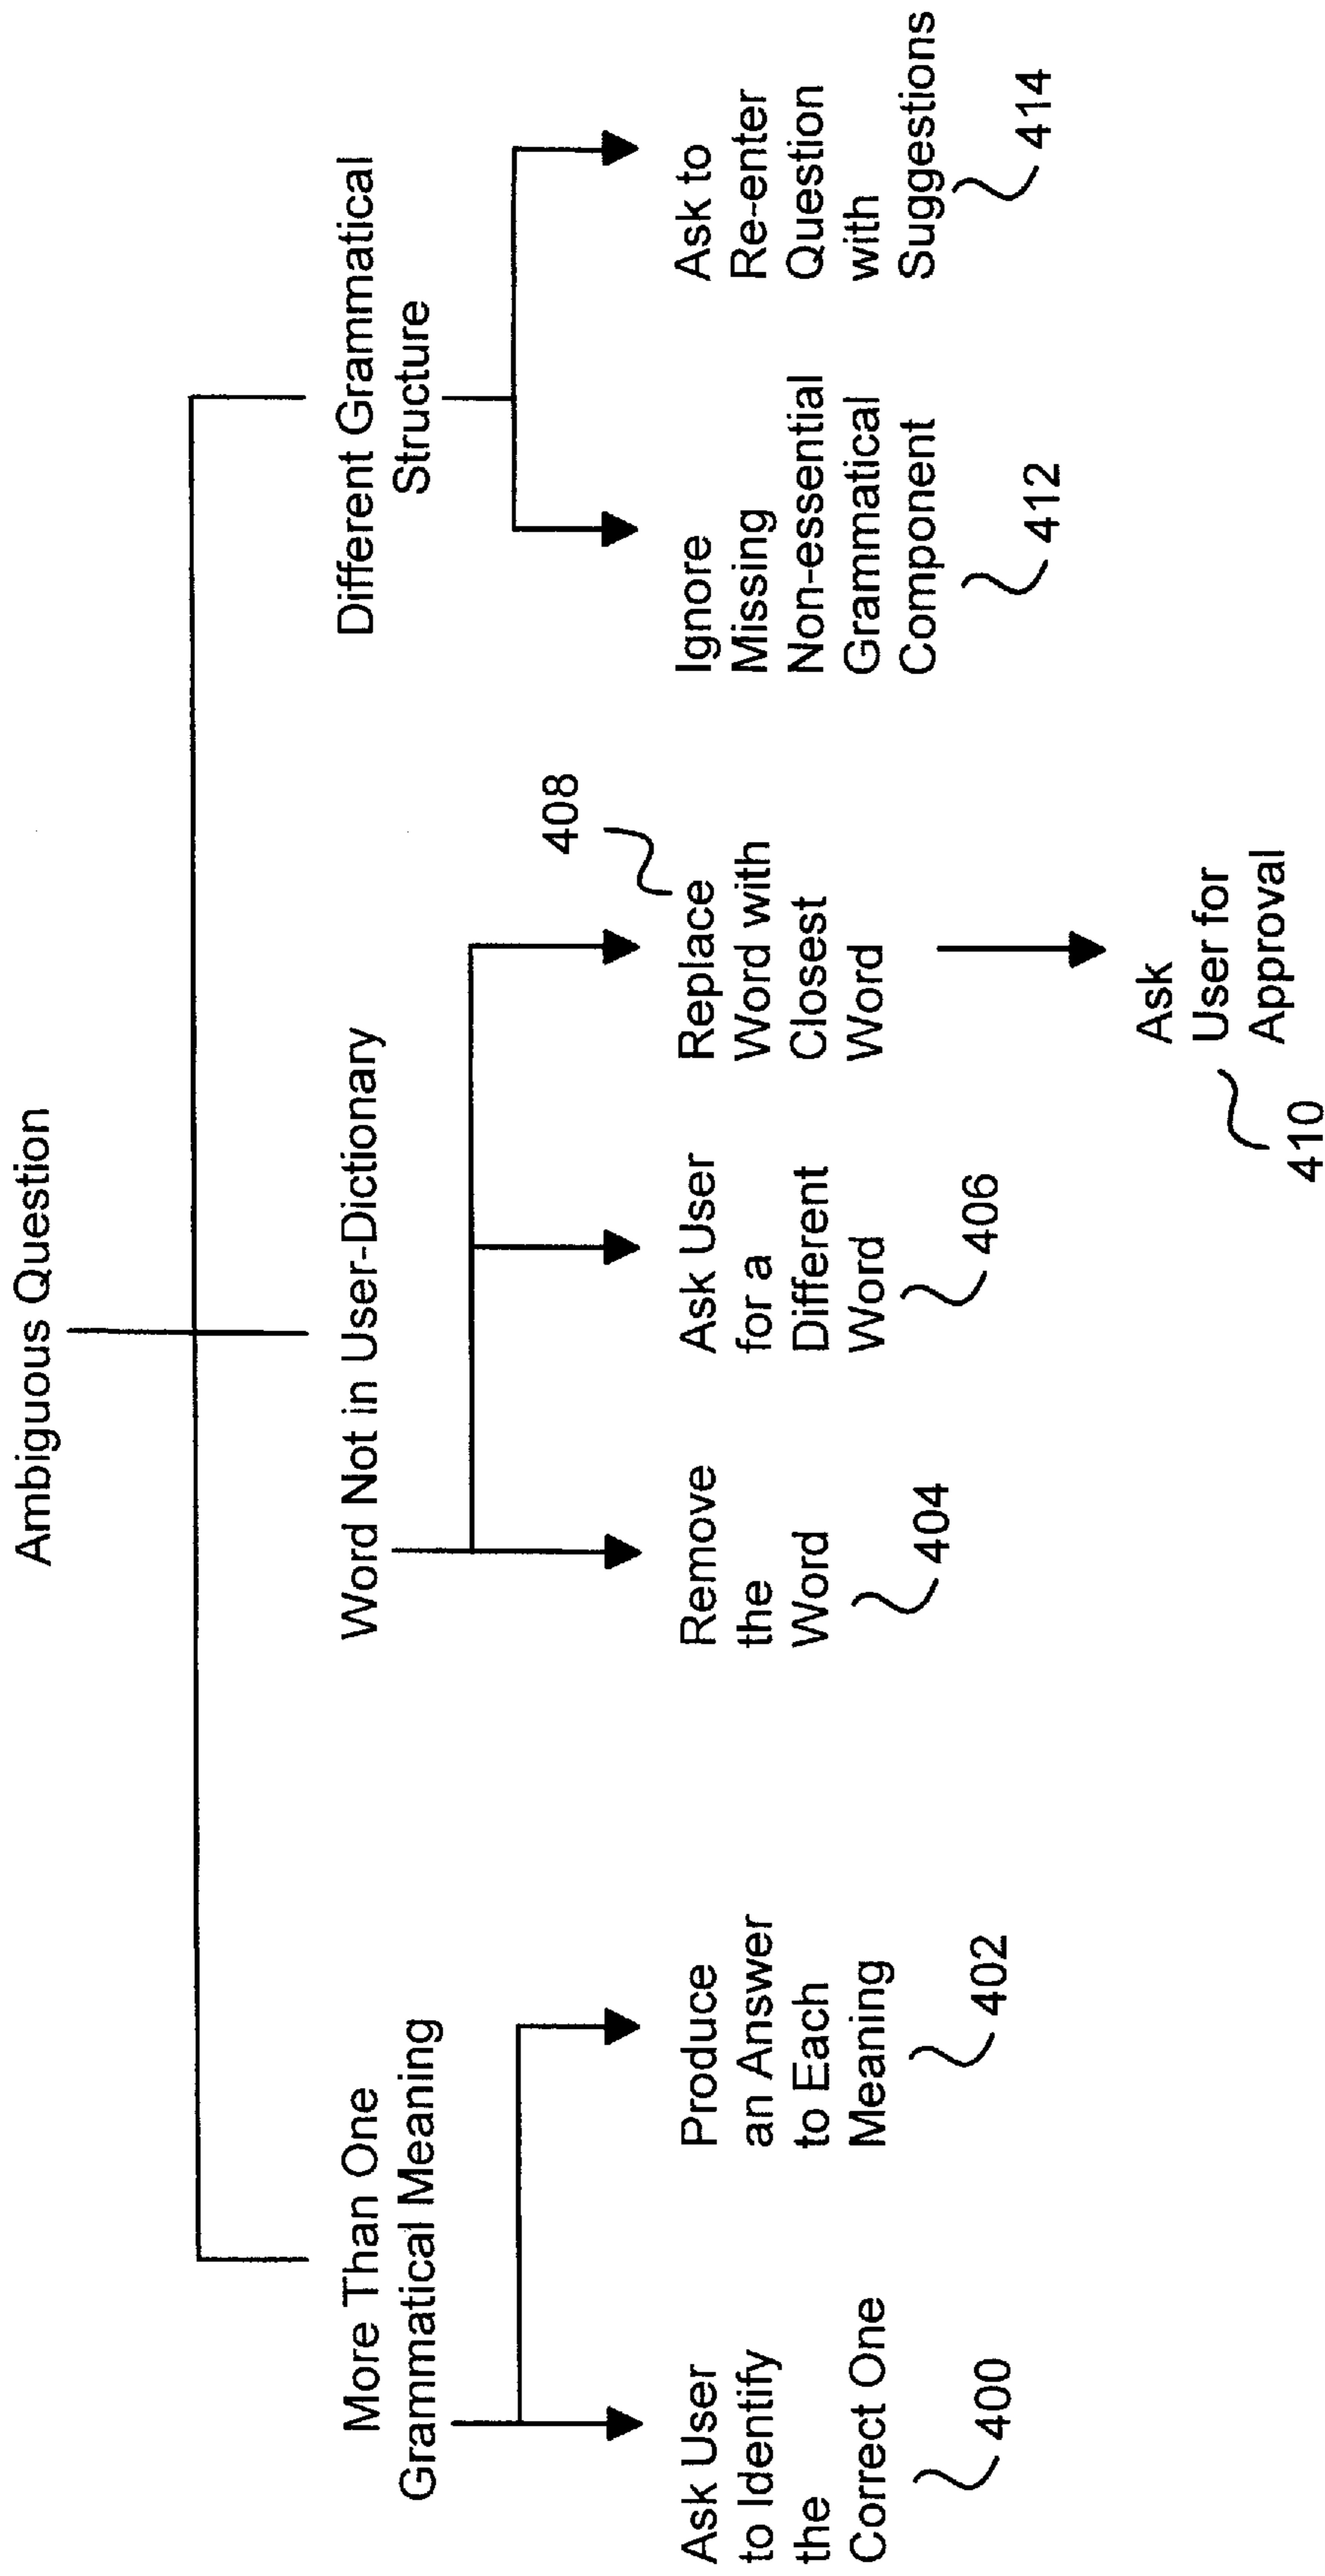 Ambiguous Question
More Than One
Grammatical Meaning
Ask User
to Identify
the
Correct One
400
Produce
an Answer
to Each
Meaning
402
Word Not in User-Dictionary
Remove
the
Word
404
Ask User
for a
Different
Word
406
408
Replace
Word with
Closest
Word
Ask
User for
Approval
410
Different Grammatical
Structure
Ignore
Missing
Non-essential
Grammatical
Component
412
Ask to
Re-enter
Question
with
Suggestions
414